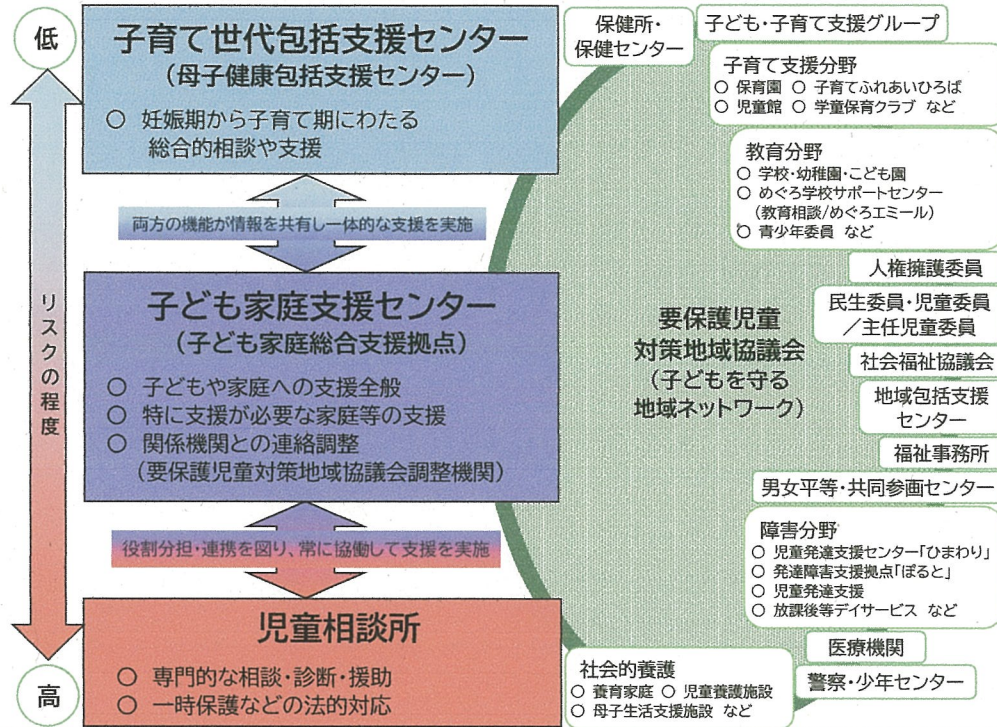 低
リスクの程度
高
子育て世代包括支援センター
(母子健康包括支援センター)
○ 妊娠期から子育て期にわたる
総合的相談や支援
両方の機能が情報を共有し一体的な支援を実施
子ども家庭支援センター
(子ども家庭総合支援拠点)
○ 子どもや家庭への支援全般
○ 特に支援が必要な家庭等の支援
○ 関係機関との連絡調整
(要保護児童対策地域協議会調整機関)
役割分担・連携を図り、常に協働して支援を実施
児童相談所
○ 専門的な相談・診断・援助
○ 一時保護などの法的対応
要保護児童
対策地域協議会
(子どもを守る
地域ネットワーク)
保健所・
保健センター
子ども・子育て支援グループ
子育て支援分野
○ 保育園 ○ 子育てふれあいひろば
○ 児童館 ○ 学童保育クラブ など
教育分野
○ 学校・幼稚園・こども園
○ めぐろ学校サポートセンター
(教育相談/めぐろエミール)
○ 青少年委員 など
人権擁護委員
民生委員・児童委員
/主任児童委員
社会福祉協議会
地域包括支援
センター
福祉事務所
男女平等・共同参画センター
障害分野
○ 児童発達支援センター「ひまわり」
○ 発達障害支援拠点「ぽると」
○ 児童発達支援
○ 放課後等デイサービス など
医療機関
警察・少年センター
社会的養護
○ 養育家庭 ○ 児童養護施設
○ 母子生活支援施設 など